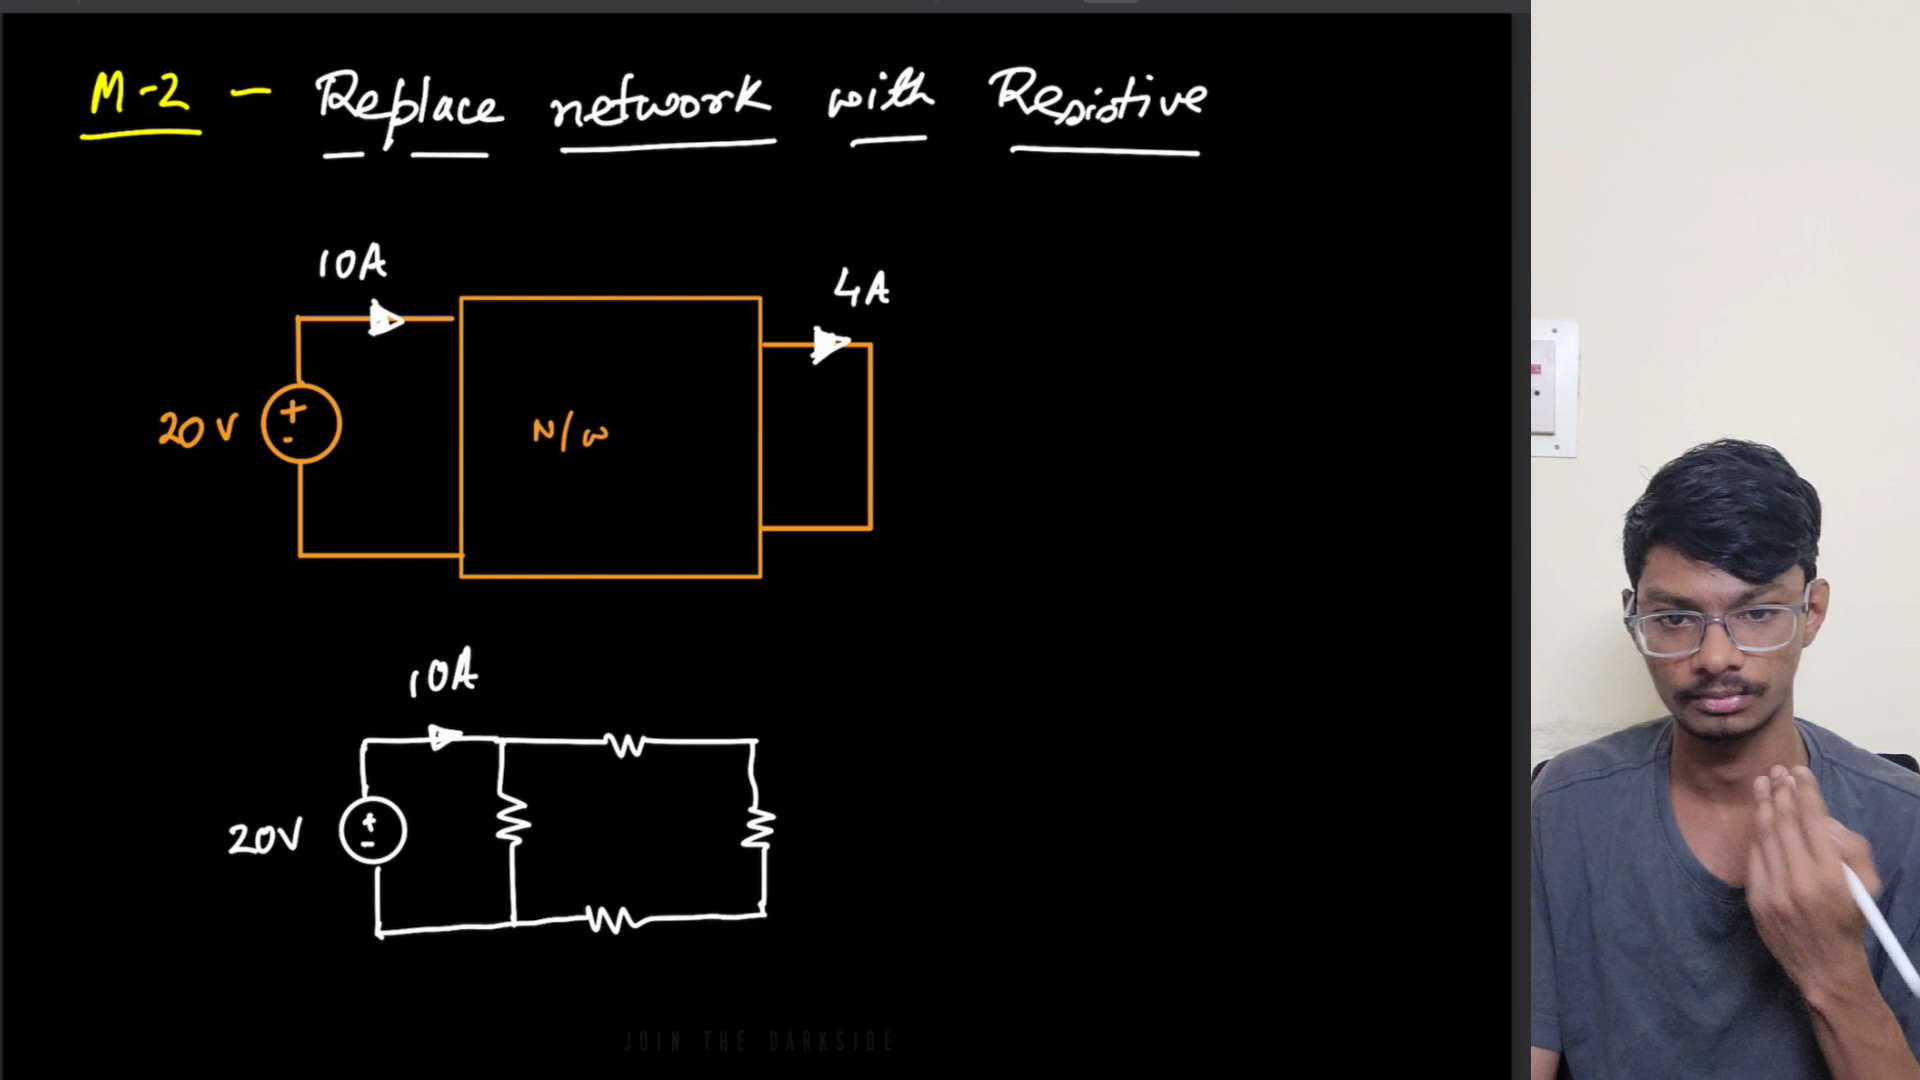 M-2 - Replace network with Resistive
10A
4A
20V
N/w
10A
20V
JOIN THE DARKSIDE